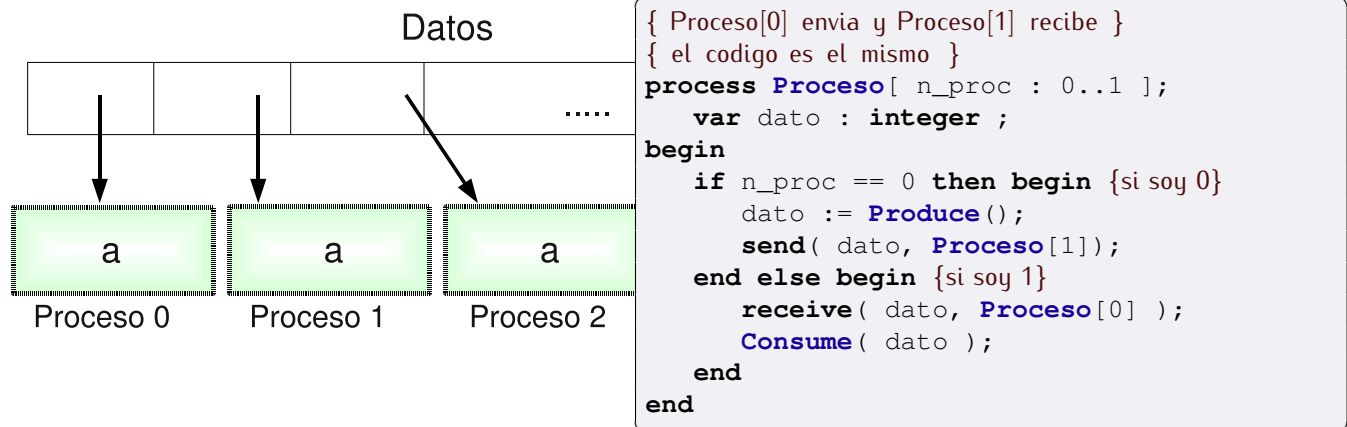 Datos
.....
a
a
a
Proceso 0
Proceso 1
Proceso 2
{ Proceso[0] envia y Proceso[1] recibe }
{ el codigo es el mismo }
process Proceso[ n_proc : 0..1 ];
var dato : integer ;
begin
if n_proc == 0 then begin {si soy 0}
dato := Produce();
send( dato, Proceso[1]);
end else begin {si soy 1}
receive( dato, Proceso[0] );
Consume( dato );
end
end